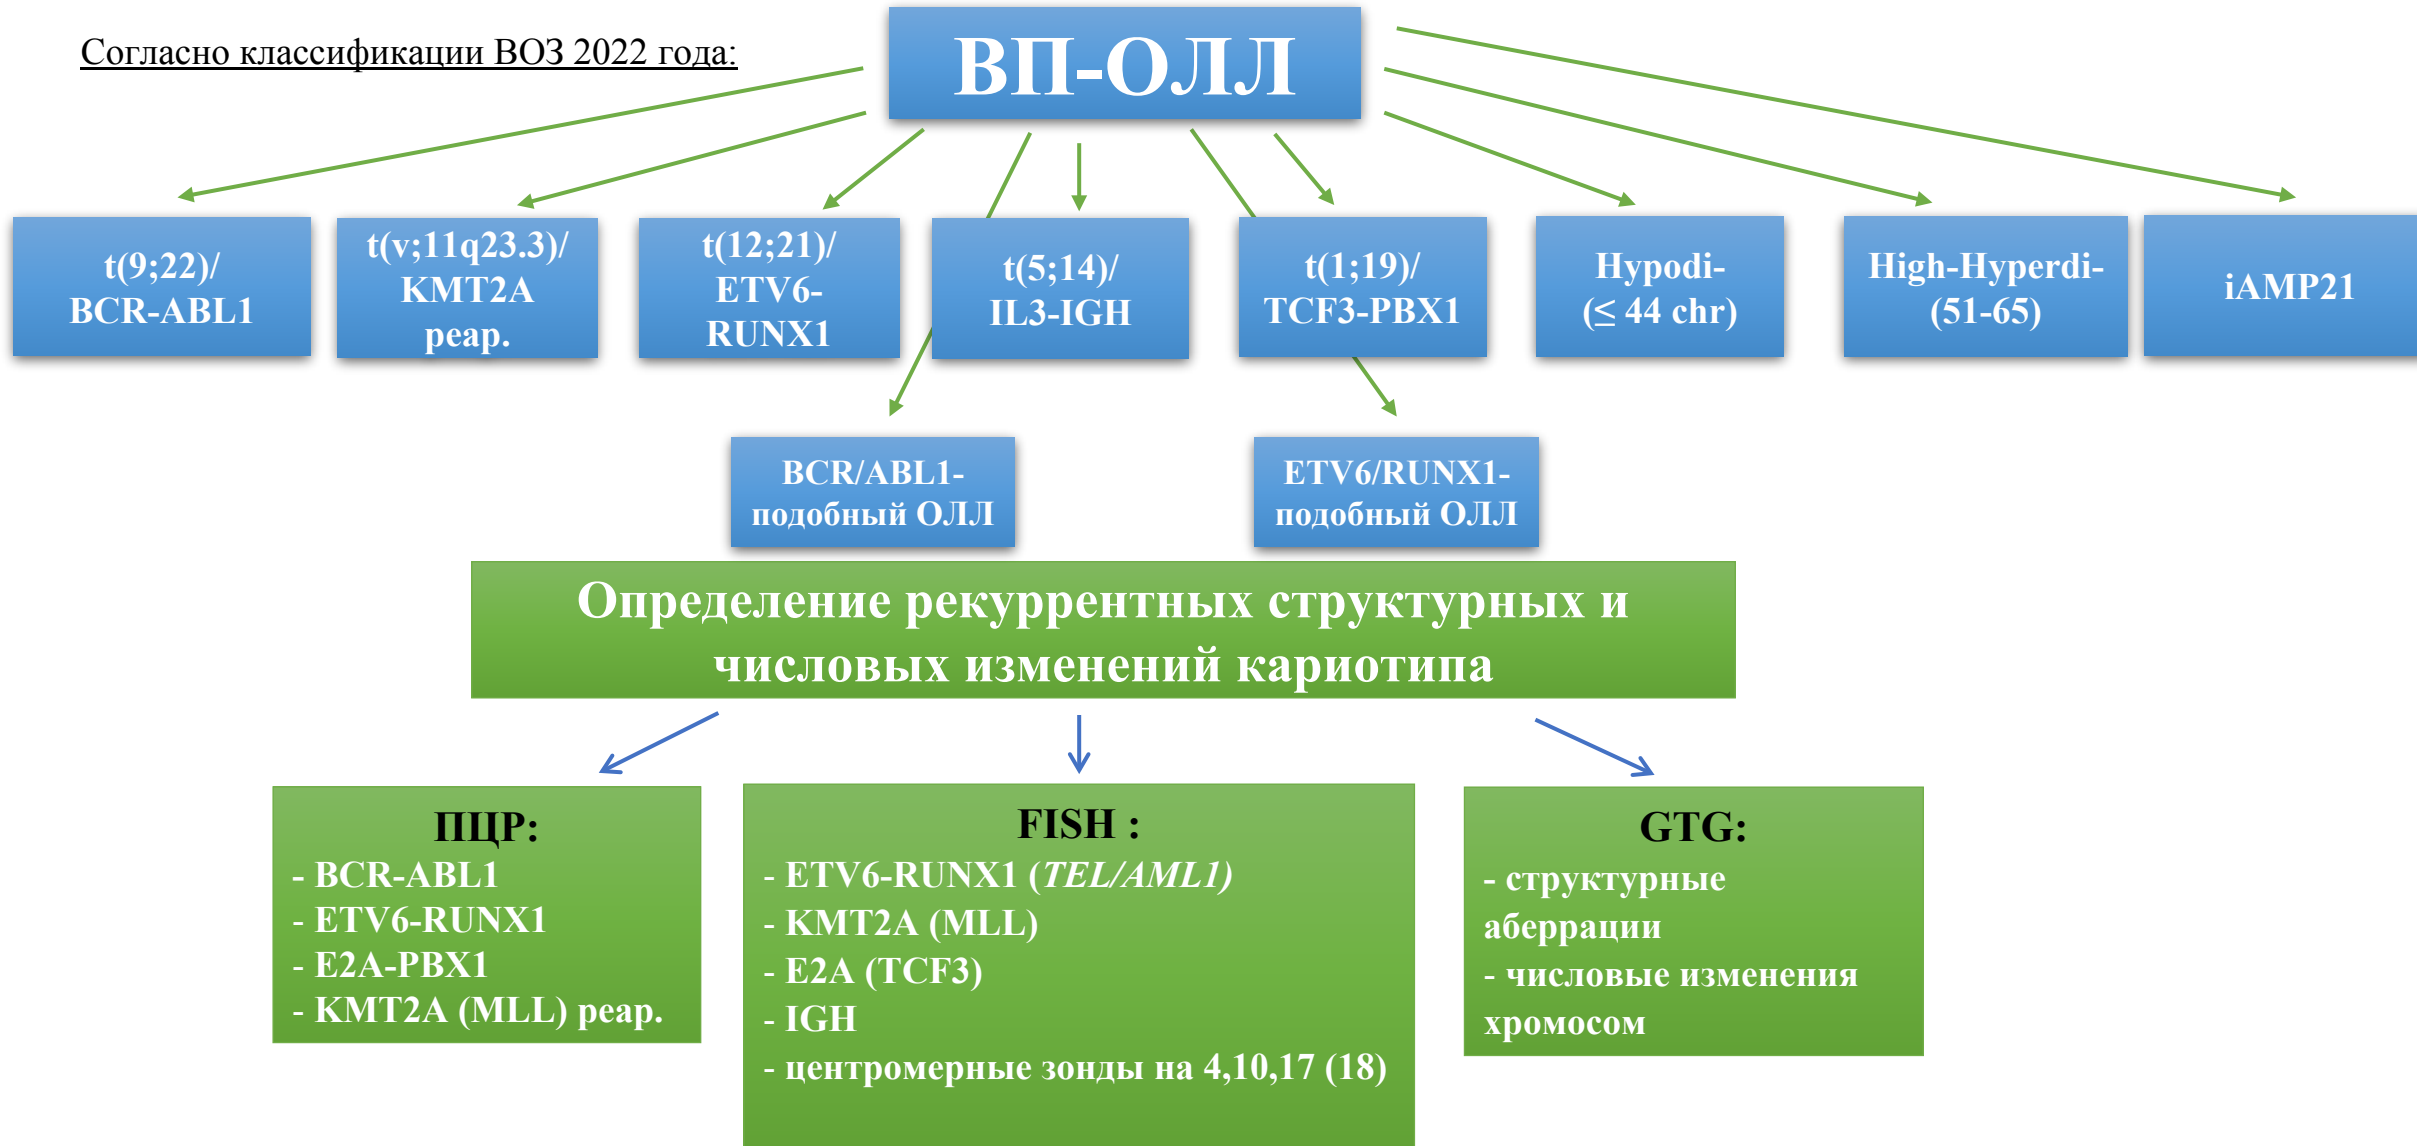 Согласно классификации ВОЗ 2022 года:
ВП-ОЛЛ
t(9;22)/
BCR-ABL1
t(v;11q23.3)/
KMT2A
реар.
t(12;21)/
ETV6-
RUNX1
t(5;14)/
IL3-IGH
t(1;19)/
TCF3-PBX1
Hypodi-
(≤ 44 chr)
High-Hyperdi-
(51-65)
iAMP21
BCR/ABL1-
подобный ОЛЛ
ETV6/RUNX1-
подобный ОЛЛ
Определение рекуррентных структурных и
числовых изменений кариотипа
ПЦР:
- BCR-ABL1
- ETV6-RUNX1
- E2A-PBX1
- KMT2A (MLL) реар.
FISH :
- ETV6-RUNX1 (TEL/AML1)
- KMT2A (MLL)
- E2A (TCF3)
- IGH
- центромерные зонды на 4,10,17 (18)
GTG:
- структурные
аберрации
- числовые изменения
хромосом